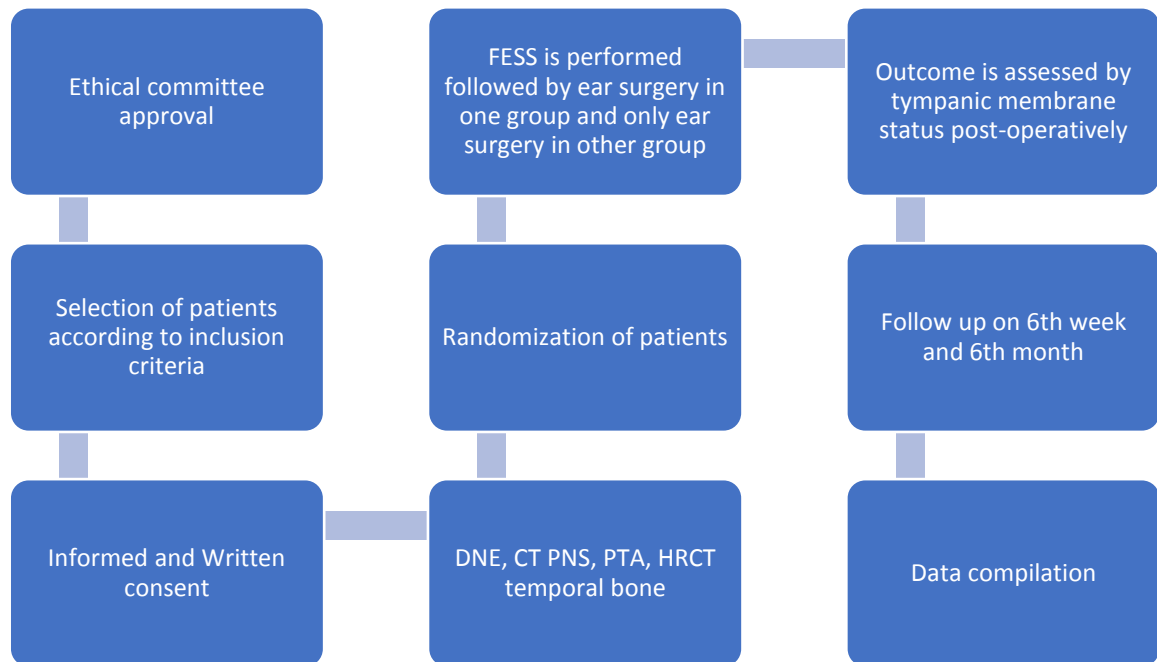 Ethical committee
approval
Selection of patients
according to inclusion
criteria
Informed and Written
consent
DNE, CT PNS, PTA, HRCT
temporal bone
Randomization of patients
FESS is performed
followed by ear surgery in
one group and only ear
surgery in other group
Outcome is assessed by
tympanic membrane
status post-operatively
Follow up on 6th week
and 6th month
Data compilation